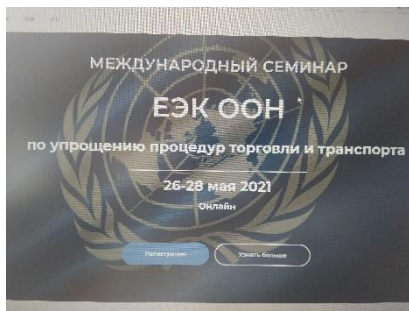 МЕЖДУНАРОДНЫЙ СЕМИНАР
ЕЭК ООН
по упрощению процедур торговли и транспорта
26-28 мая 2021
Онлайн
Регистрация
Узнать больше